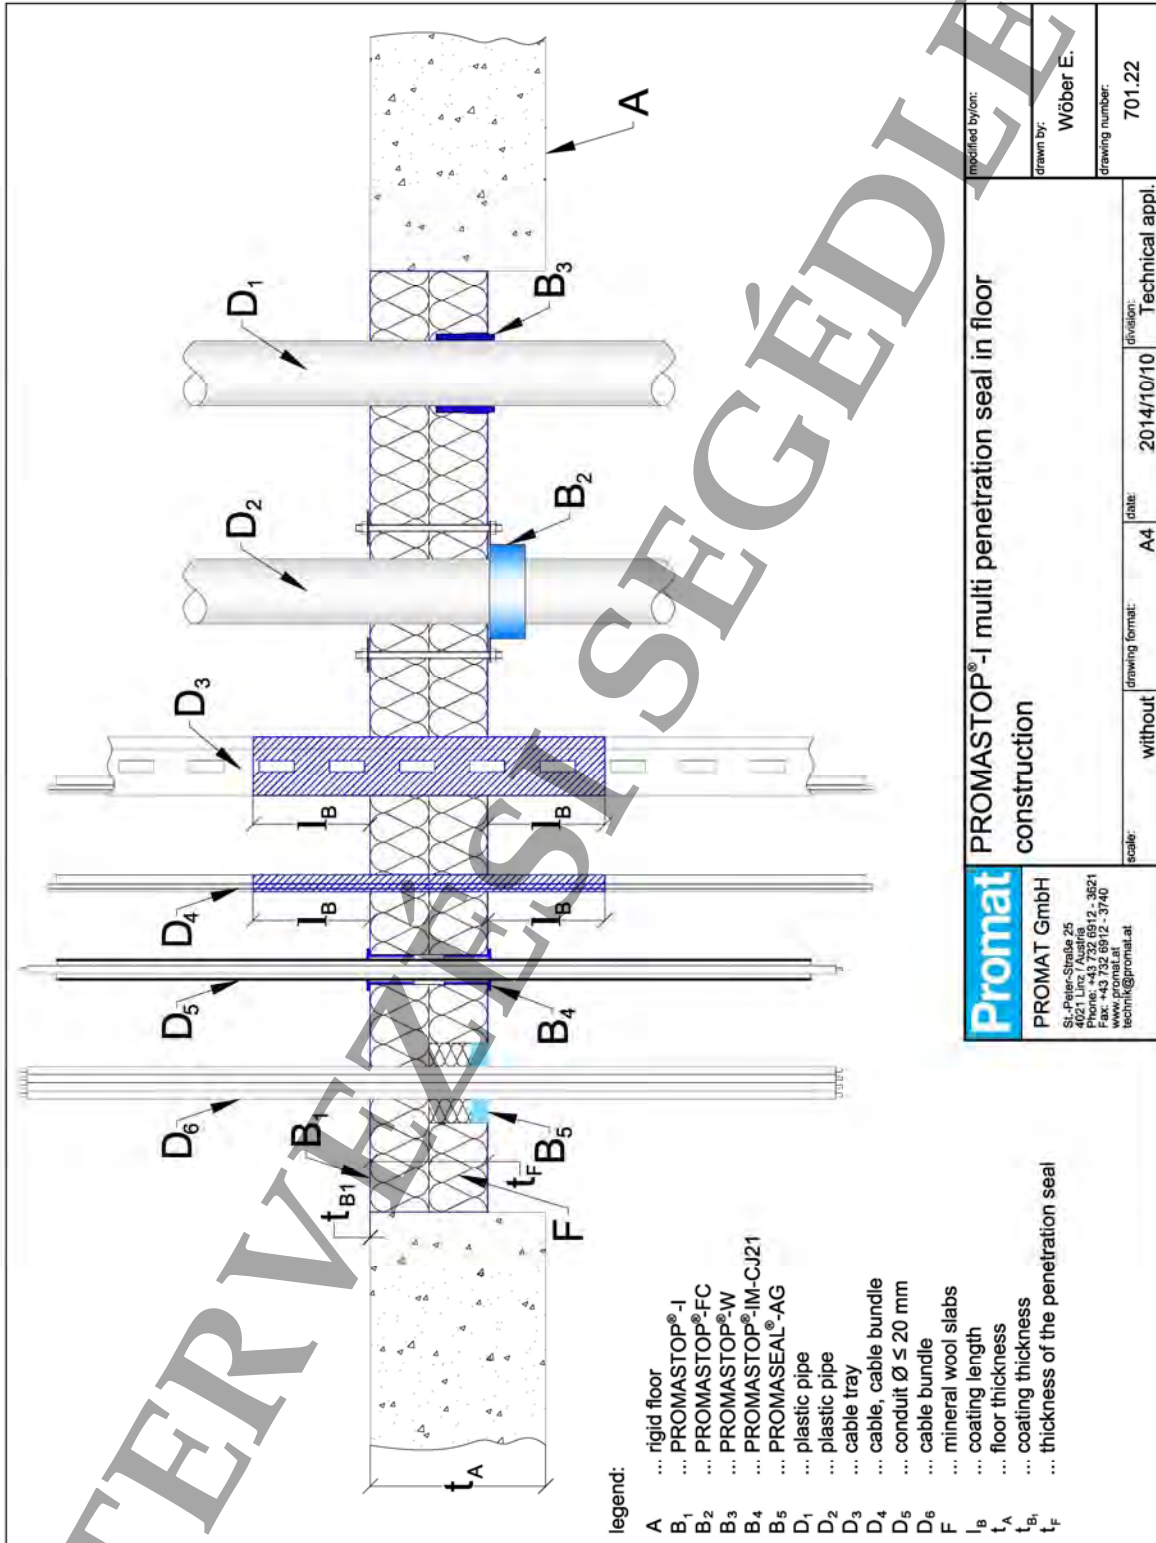 D1
B3
A
D2
B2
D3
lB
lB
D4
lB
lB
D5
B4
D6
B1
B5
tB1
tF
F
tA
TERVEZÉSI SEGÉDLE
legend:
A ... rigid floor
B1 ... PROMASTOP®-I
B2 ... PROMASTOP®-FC
B3 ... PROMASTOP®-W
B4 ... PROMASTOP®-IM-CJ21
B5 ... PROMASEAL®-AG
D1 ... plastic pipe
D2 ... plastic pipe
D3 ... cable tray
D4 ... cable, cable bundle
D5 ... conduit Ø ≤ 20 mm
D6 ... cable bundle
F ... mineral wool slabs
lB ... coating length
tA ... floor thickness
tB1 ... coating thickness
tF ... thickness of the penetration seal
Promat
PROMAT GmbH
St.-Peter-Straße 25
4021 Linz / Austria
Phone: +43 732 6912 - 3621
Fax: +43 732 6912 - 3740
www.promat.at
technik@promat.at
PROMASTOP®-I multi penetration seal in floor
construction
scale:
without
drawing format:
A4
date:
2014/10/10
division:
Technical appl.
modified by/on:
drawn by:
Wöber E.
drawing number:
701.22